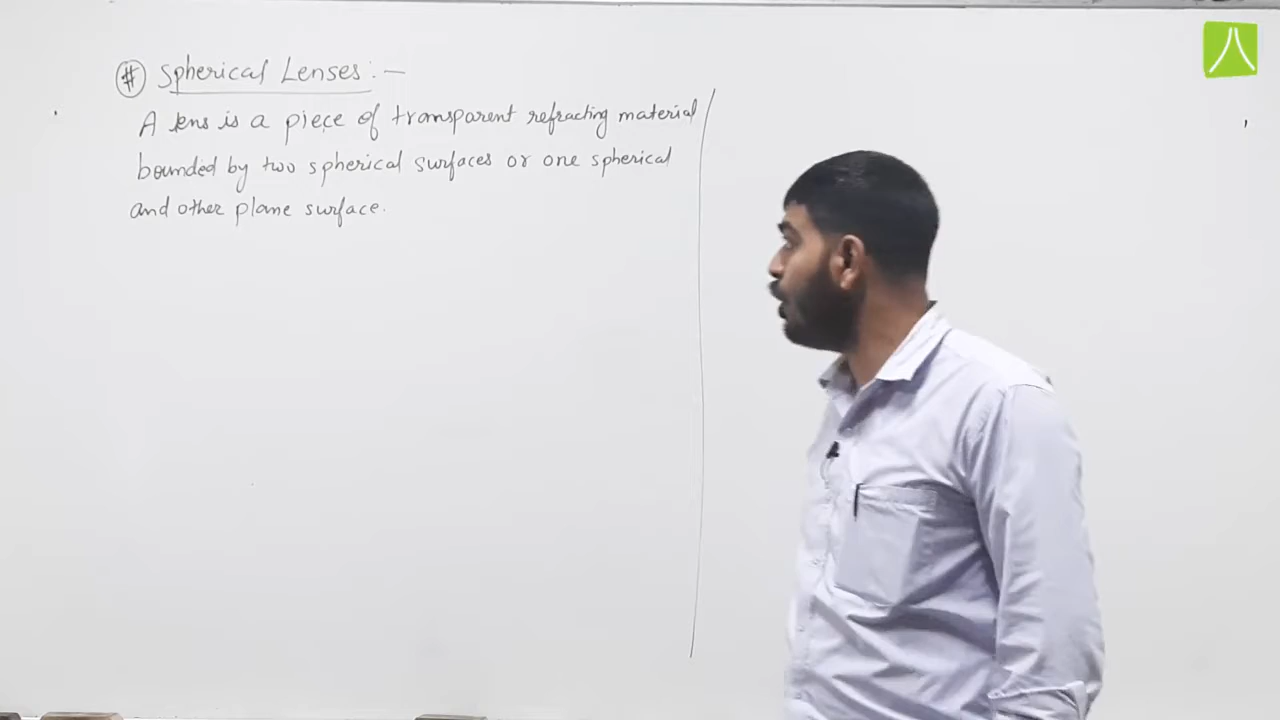 # Spherical Lenses :-
A lens is a piece of transparent refracting material
bounded by two spherical surfaces or one spherical
and other plane surface.